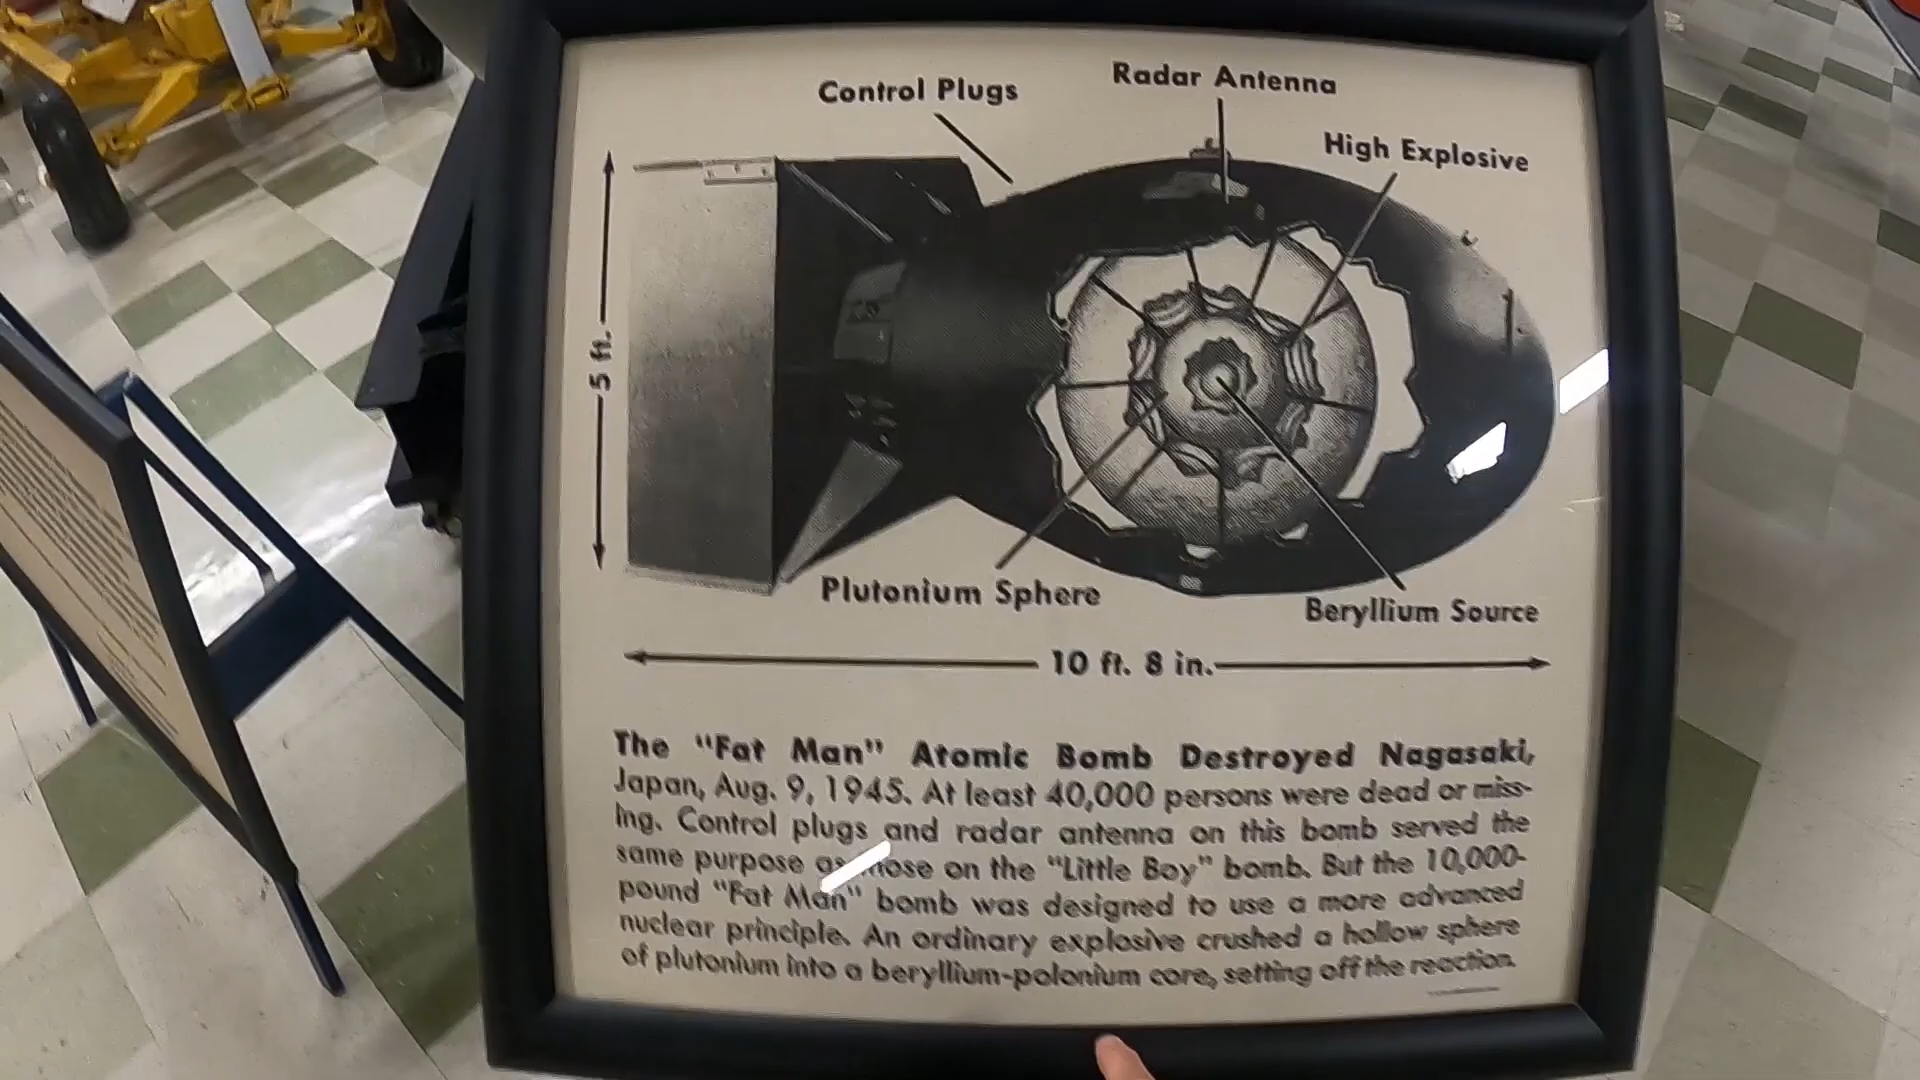 Control Plugs
Radar Antenna
High Explosive
5 ft.
Plutonium Sphere
Beryllium Source
10 ft. 8 in.
The "Fat Man" Atomic Bomb Destroyed Nagasaki,
Japan, Aug. 9, 1945. At least 40,000 persons were dead or miss-
ing. Control plugs and radar antenna on this bomb served the
same purpose as those on the "Little Boy" bomb. But the 10,000-
pound "Fat Man" bomb was designed to use a more advanced
nuclear principle. An ordinary explosive crushed a hollow sphere
of plutonium into a beryllium-polonium core, setting off the reaction.